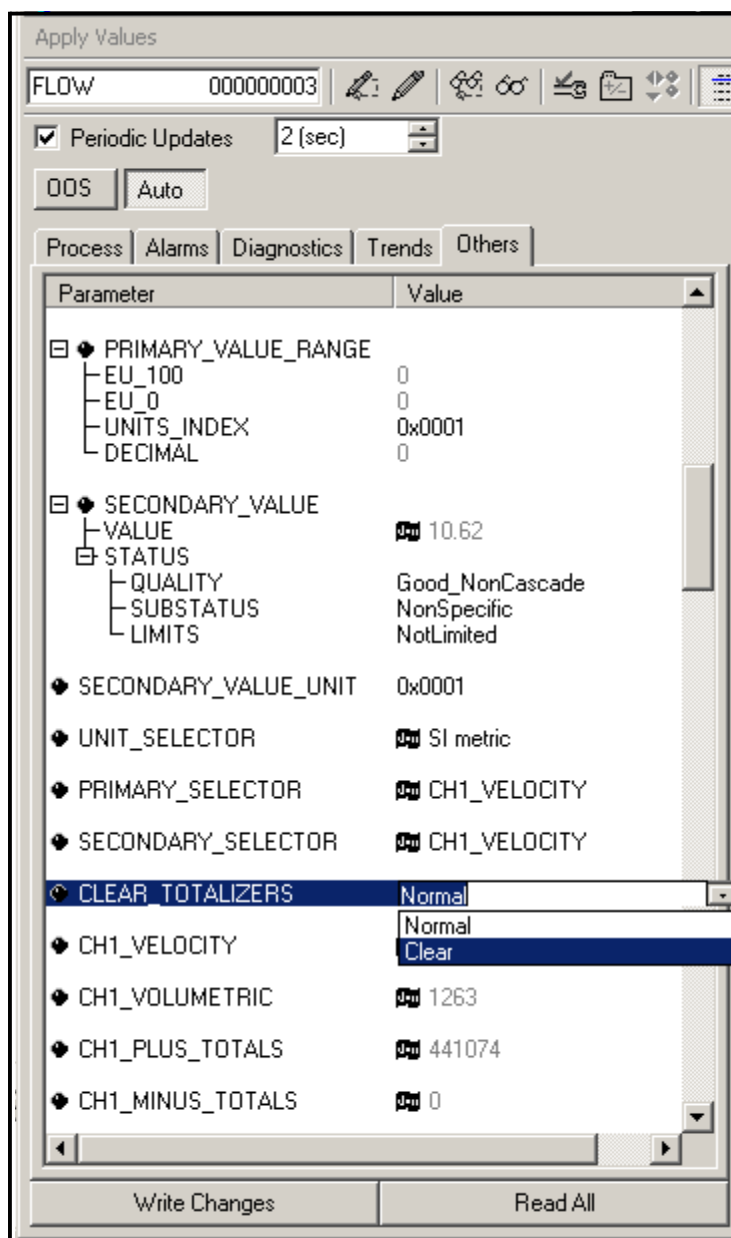 Apply Values
FLOW 000000003
Periodic Updates 2 (sec)
OOS Auto
Process Alarms Diagnostics Trends Others
Parameter Value
PRIMARY_VALUE_RANGE
EU_100 0
EU_0 0
UNITS_INDEX 0x0001
DECIMAL 0
SECONDARY_VALUE
VALUE 10.62
STATUS
QUALITY Good_NonCascade
SUBSTATUS NonSpecific
LIMITS NotLimited
SECONDARY_VALUE_UNIT 0x0001
UNIT_SELECTOR SI metric
PRIMARY_SELECTOR CH1_VELOCITY
SECONDARY_SELECTOR CH1_VELOCITY
CLEAR_TOTALIZERS Normal
Normal
CH1_VELOCITY Clear
CH1_VOLUMETRIC 1263
CH1_PLUS_TOTALS 441074
CH1_MINUS_TOTALS 0
Write Changes Read All